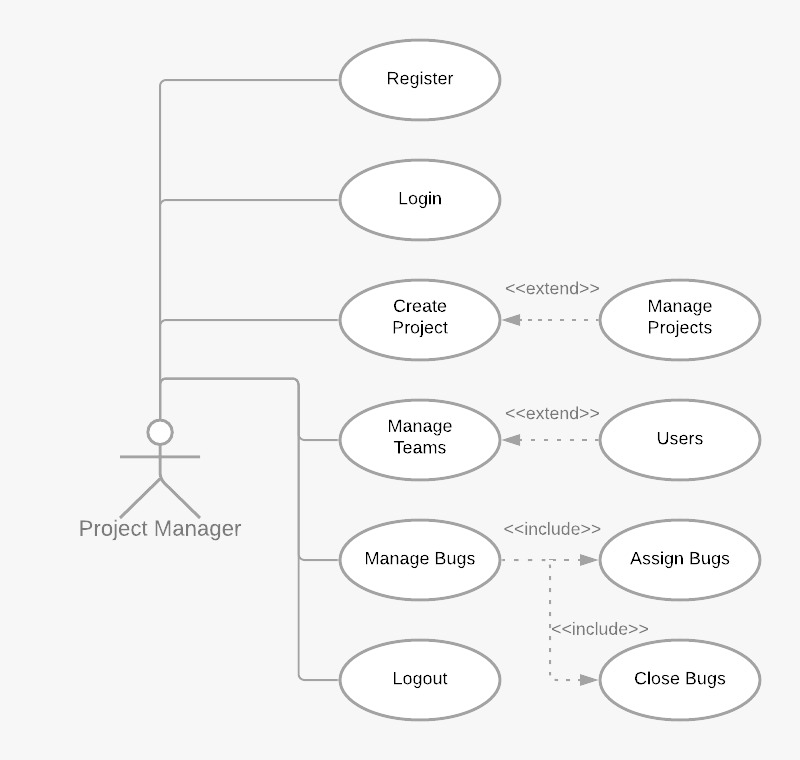 Register
Login
<<extend>>
Create
Project
Manage
Projects
<<extend>>
Manage
Teams
Users
Project Manager
<<include>>
Manage Bugs
Assign Bugs
<<include>>
Logout
Close Bugs